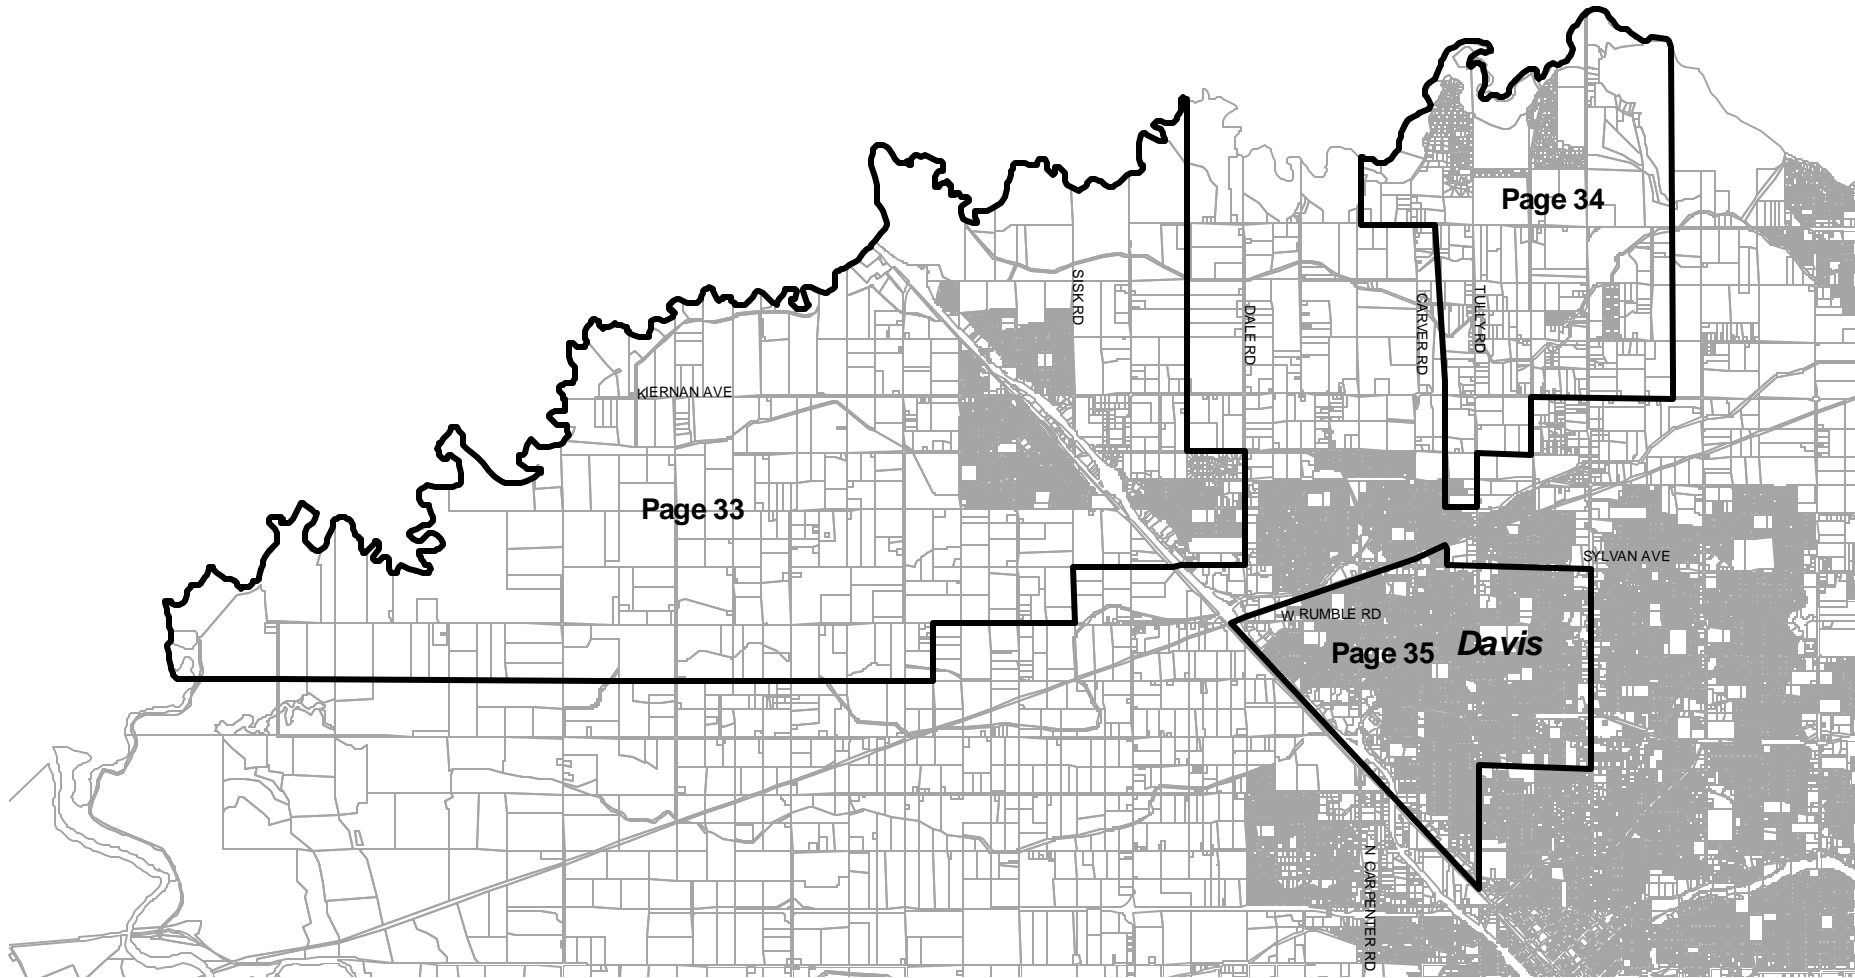 Page 34
SISK RD
DALE RD
CARVER RD
TULLY RD
KIERNAN AVE
Page 33
SYLVAN AVE
W RUMBLE RD
Page 35
Davis
N CARPENTER RD